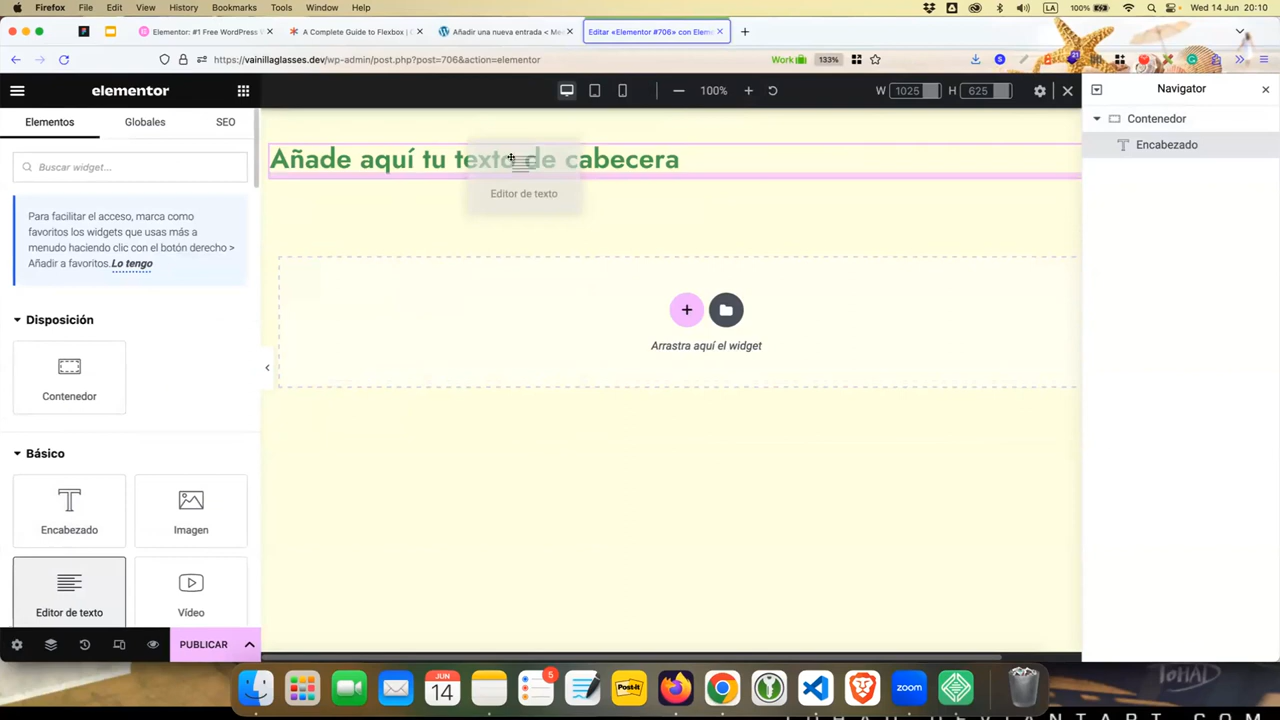 Firefox File Edit View History Bookmarks Tools Window Help
LA 100% Wed 14 Jun 20:10
Elementor: #1 Free WordPress
A Complete Guide to Flexbox |
Añadir una nueva entrada <
Editar «Elementor #706» con Eleme
https://vainillaglasses.dev/wp-admin/post.php?post=706&action=elementor
Work 133%
elementor
100%
W 1025 H 625
Navigator
Elementos Globales SEO
Contenedor
Encabezado
Buscar widget...
Añade aquí tu texto de cabecera
Editor de texto
Para facilitar el acceso, marca como
favoritos los widgets que usas más a
menudo haciendo clic con el botón derecho >
Añadir a favoritos. Lo tengo
Disposición
Contenedor
Arrastra aquí el widget
Básico
Encabezado
Imagen
Editor de texto
Vídeo
PUBLICAR
JUN
14
5
Post-it
zoom